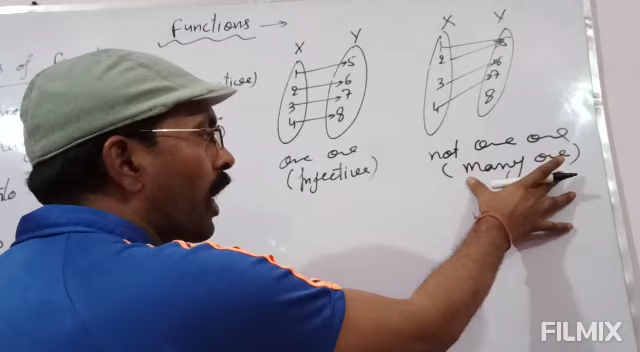 Functions →
s of
X Y X Y
1 5 1 5
2 6 2 6
3 7 3 7
4 8 4 8
one one
(Injective)
not one one
(many one)
FILMIX